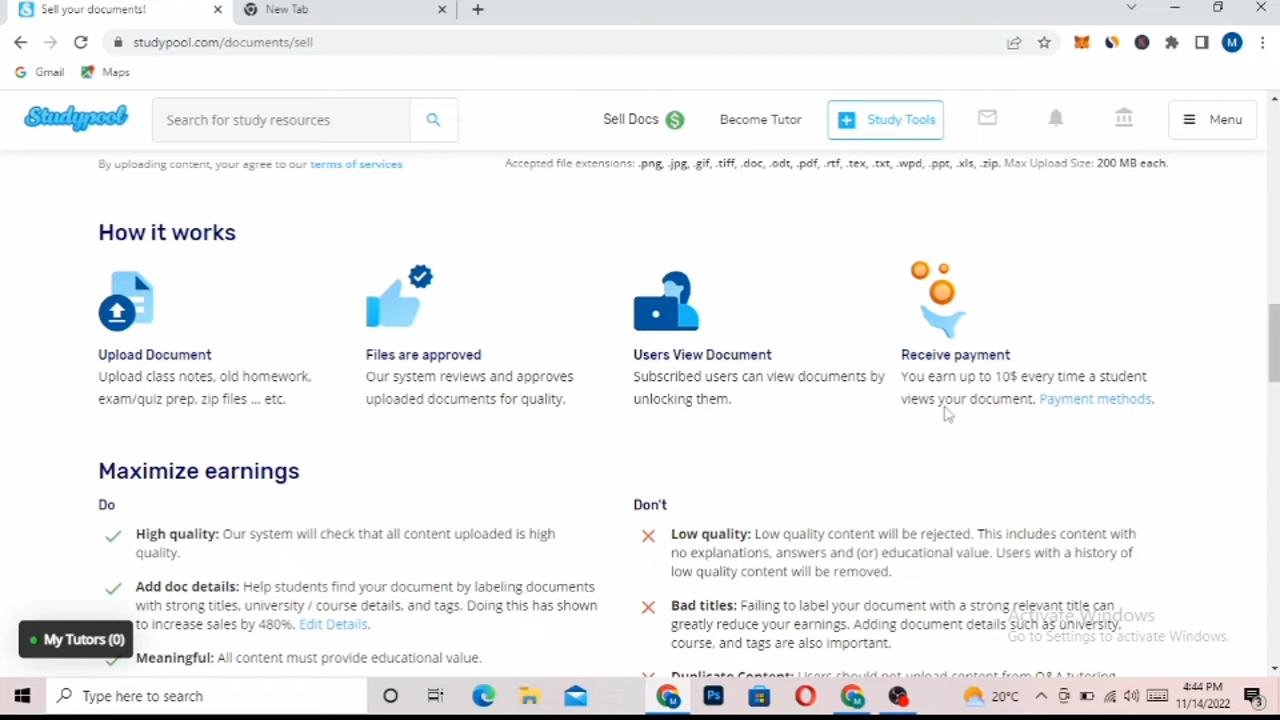 Sell your documents!
New Tab
studypool.com/documents/sell
M
Gmail
Maps
Studypool
Search for study resources
Sell Docs $
Become Tutor
Study Tools
Menu
By uploading content, your agree to our terms of services
Accepted file extensions: .png, .jpg, .gif, .tiff, .doc, .odt, .pdf, .rtf, .tex, .txt, .wpd, .ppt, .xls, .zip. Max Upload Size: 200 MB each.
How it works
Upload Document
Upload class notes, old homework,
exam/quiz prep, zip files ... etc.
Files are approved
Our system reviews and approves
uploaded documents for quality.
Users View Document
Subscribed users can view documents by
unlocking them.
Receive payment
You earn up to 10$ every time a student
views your document. Payment methods.
Maximize earnings
Do
High quality: Our system will check that all content uploaded is high
quality.
Add doc details: Help students find your document by labeling documents
with strong titles, university / course details, and tags. Doing this has shown
to increase sales by 480%. Edit Details.
Meaningful: All content must provide educational value.
Don't
Low quality: Low quality content will be rejected. This includes content with
no explanations, answers and (or) educational value. Users with a history of
low quality content will be removed.
Bad titles: Failing to label your document with a strong relevant title can
greatly reduce your earnings. Adding document details such as university,
course, and tags are also important.
Duplicate Content: Users should not upload content from Q&A tutoring
My Tutors (0)
Activate Windows
Go to Settings to activate Windows.
Type here to search
Ps
20°C
4:44 PM
11/14/2022
3